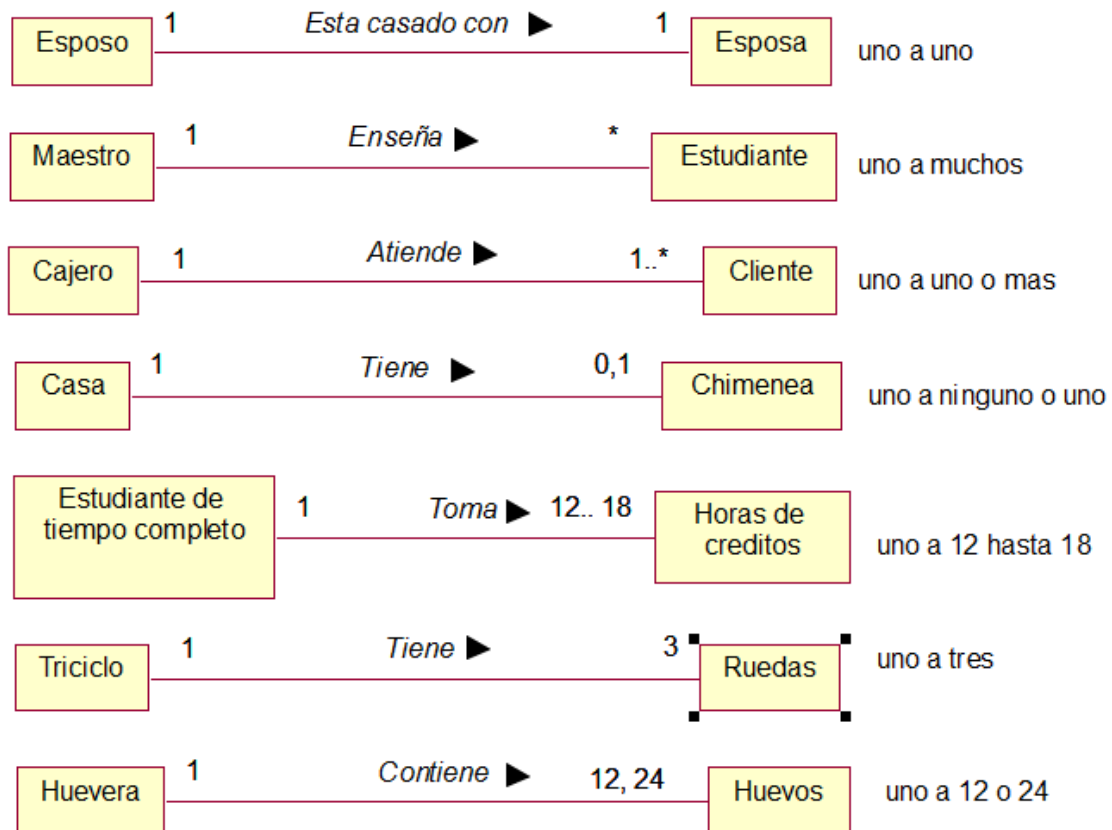 Esposo 1 Esta casado con 1 Esposa uno a uno
Maestro 1 Enseña * Estudiante uno a muchos
Cajero 1 Atiende 1..* Cliente uno a uno o mas
Casa 1 Tiene 0,1 Chimenea uno a ninguno o uno
Estudiante de
tiempo completo
1 Toma 12.. 18
Horas de
creditos
uno a 12 hasta 18
Triciclo 1 Tiene 3 Ruedas uno a tres
Huevera 1 Contiene 12, 24 Huevos uno a 12 o 24